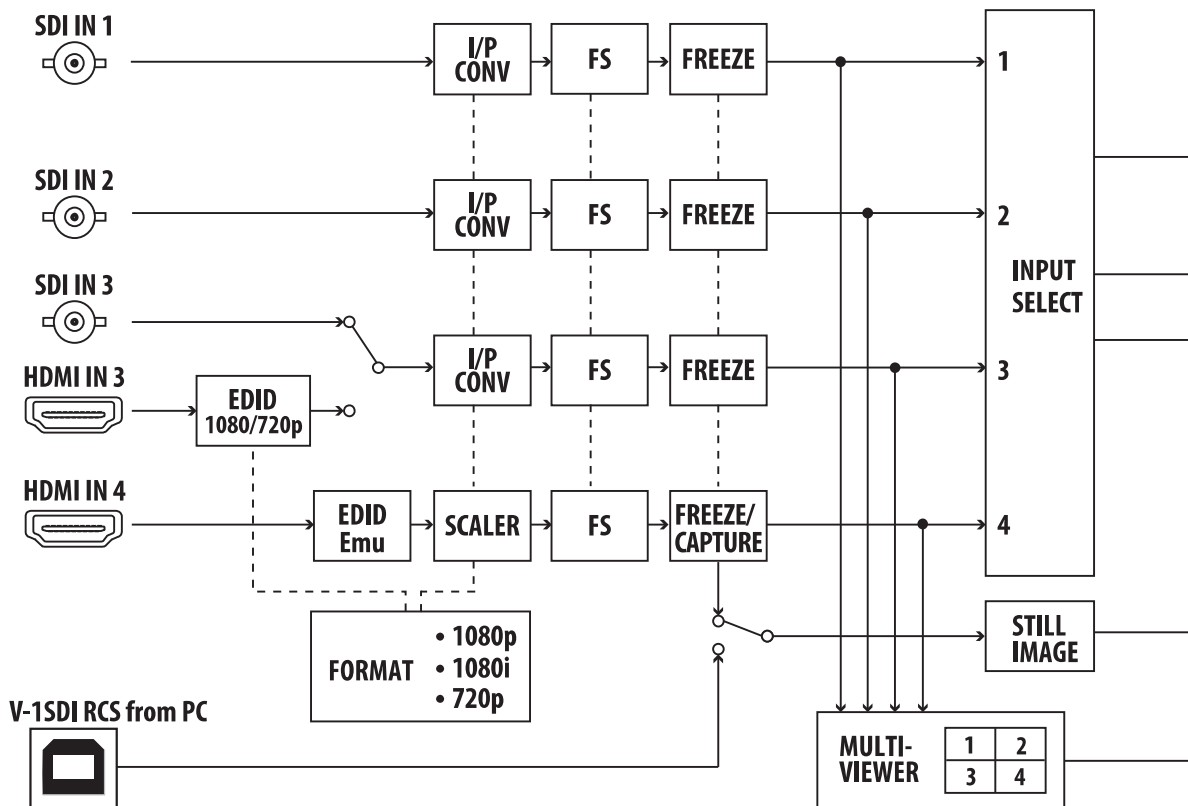 SDI IN 1
I/P
CONV
FS
FREEZE
1
SDI IN 2
I/P
CONV
FS
FREEZE
2
INPUT
SELECT
SDI IN 3
I/P
CONV
FS
FREEZE
3
HDMI IN 3
EDID
1080/720p
HDMI IN 4
EDID
Emu
SCALER
FS
FREEZE/
CAPTURE
4
FORMAT
• 1080p
• 1080i
• 720p
STILL
IMAGE
V-1SDI RCS from PC
MULTI-
VIEWER
1 2
3 4